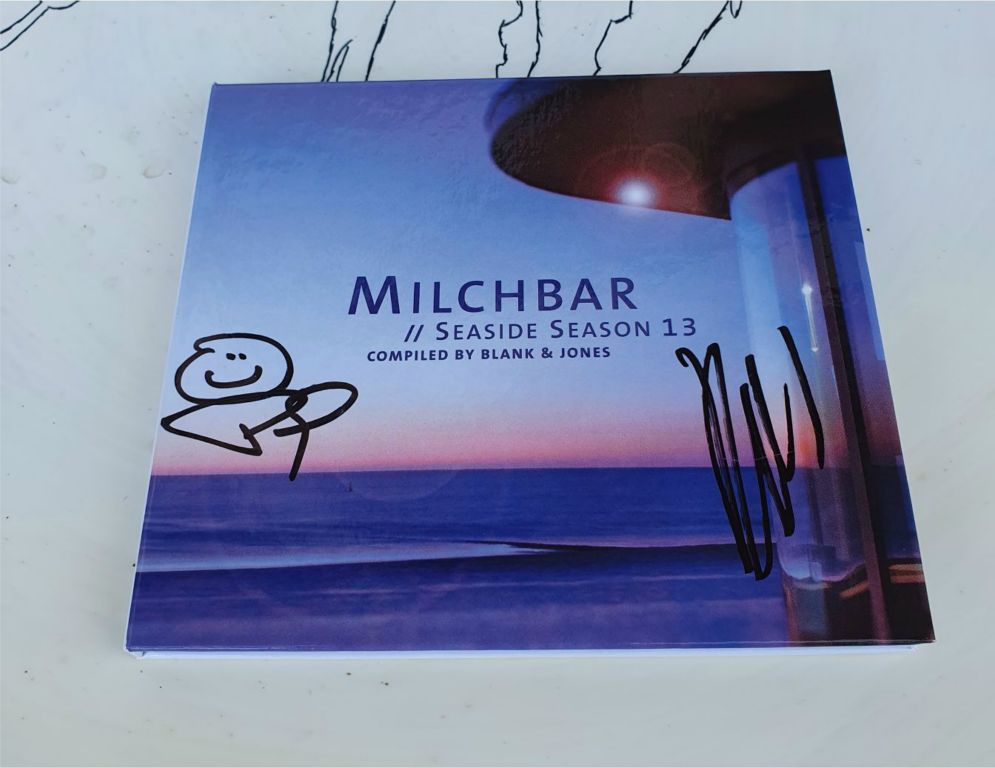 MILCHBAR
// SEASIDE SEASON 13
COMPILED BY BLANK & JONES